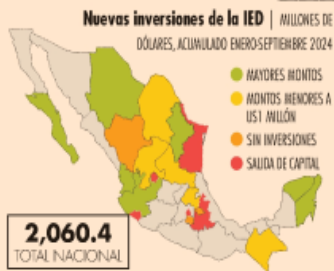 Nuevas inversiones de la IED | MILLONES DE
DÓLARES, ACUMULADO ENERO-SEPTIEMBRE 2024
MAYORES MONTOS
MONTOS MENORES A
US1 MILLÓN
SIN INVERSIONES
SALIDA DE CAPITAL
2,060.4
TOTAL NACIONAL